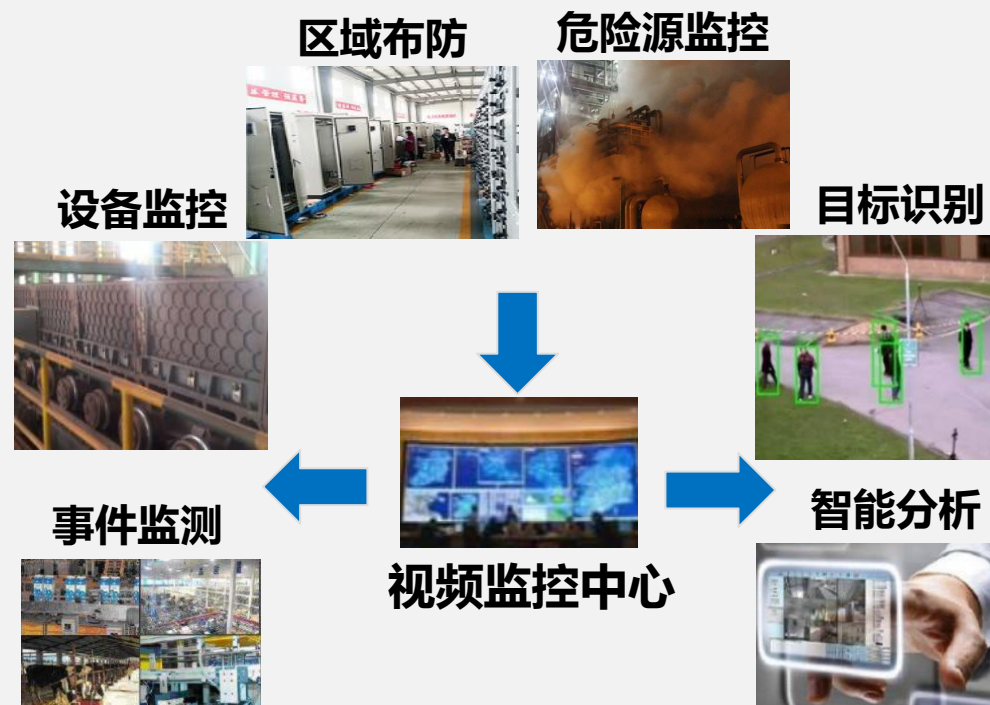 区域布防
危险源监控
设备监控
目标识别
事件监测
智能分析
视频监控中心